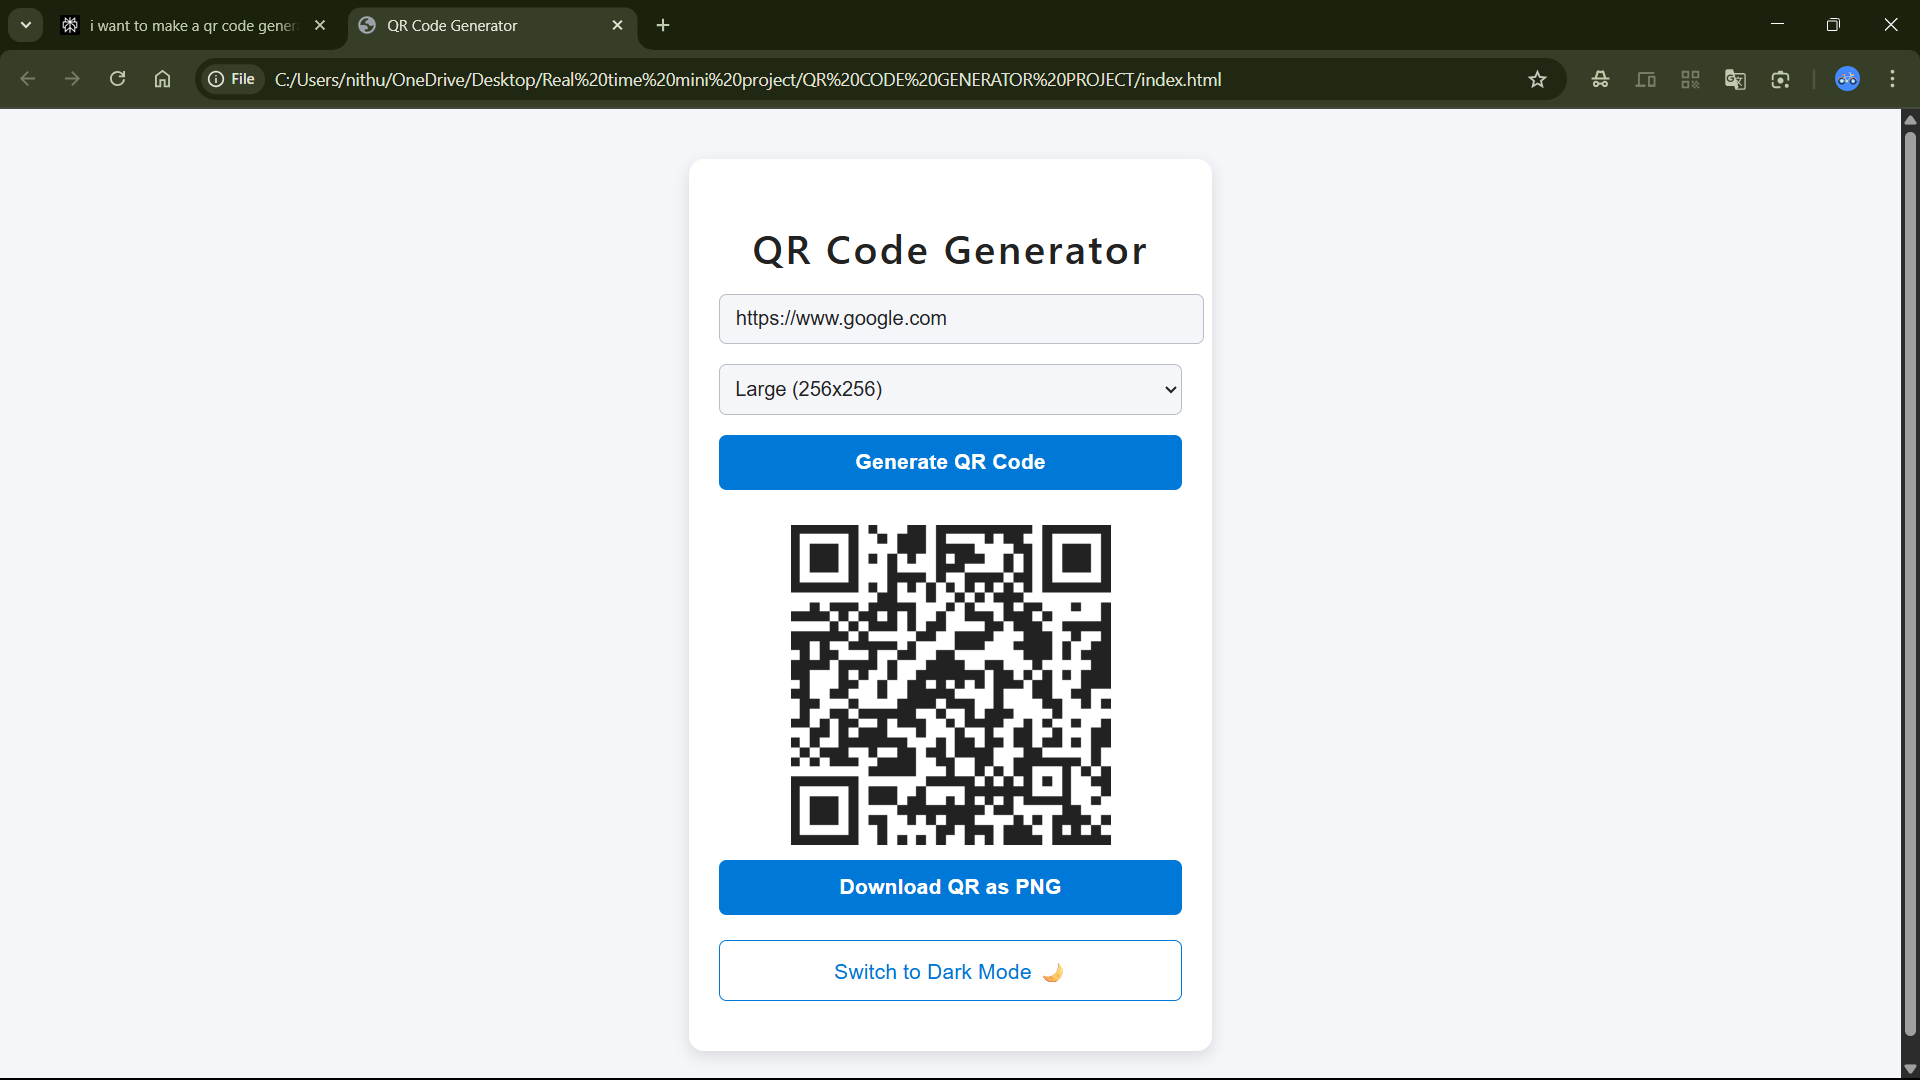 i want to make a qr code gener
QR Code Generator
File
C:/Users/nithu/OneDrive/Desktop/Real%20time%20mini%20project/QR%20CODE%20GENERATOR%20PROJECT/index.html
QR Code Generator
https://www.google.com
Large (256x256)
Generate QR Code
Download QR as PNG
Switch to Dark Mode 🌙